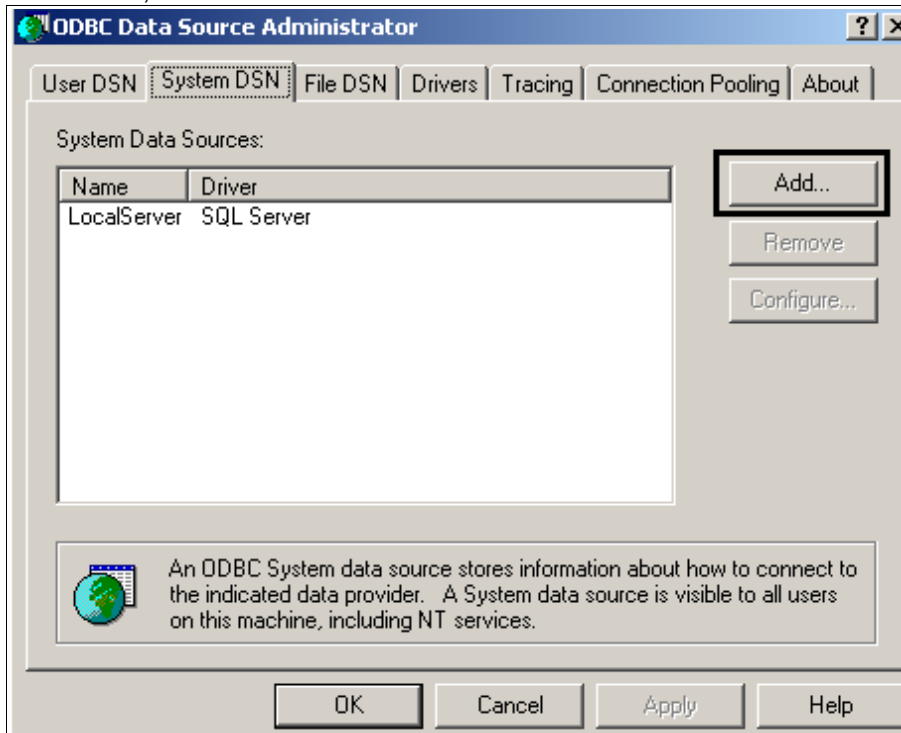 ODBC Data Source Administrator
User DSN System DSN File DSN Drivers Tracing Connection Pooling About
System Data Sources:
Name Driver
LocalServer SQL Server
Add...
Remove
Configure...
An ODBC System data source stores information about how to connect to
the indicated data provider. A System data source is visible to all users
on this machine, including NT services.
OK Cancel Apply Help